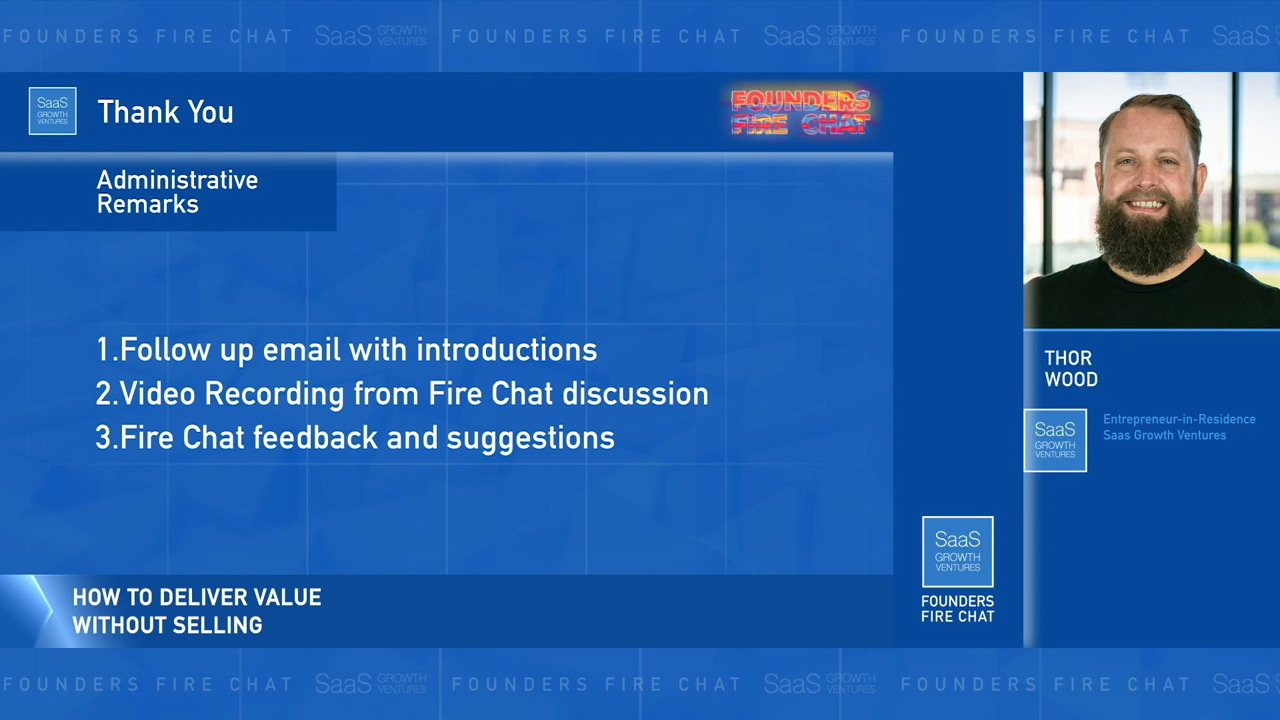 FOUNDERS FIRE CHAT SaaS GROWTH VENTURES FOUNDERS FIRE CHAT SaaS GROWTH VENTURES FOUNDERS FIRE CHAT SaaS
SaaS GROWTH VENTURES
Thank You
FOUNDERS
FIRE CHAT
Administrative
Remarks
1.Follow up email with introductions
2.Video Recording from Fire Chat discussion
3.Fire Chat feedback and suggestions
HOW TO DELIVER VALUE
WITHOUT SELLING
THOR
WOOD
SaaS
GROWTH
VENTURES
Entrepreneur-in-Residence
Saas Growth Ventures
SaaS
GROWTH
VENTURES
FOUNDERS
FIRE CHAT
FOUNDERS FIRE CHAT SaaS GROWTH VENTURES FOUNDERS FIRE CHAT SaaS GROWTH VENTURES FOUNDERS FIRE CHAT SaaS